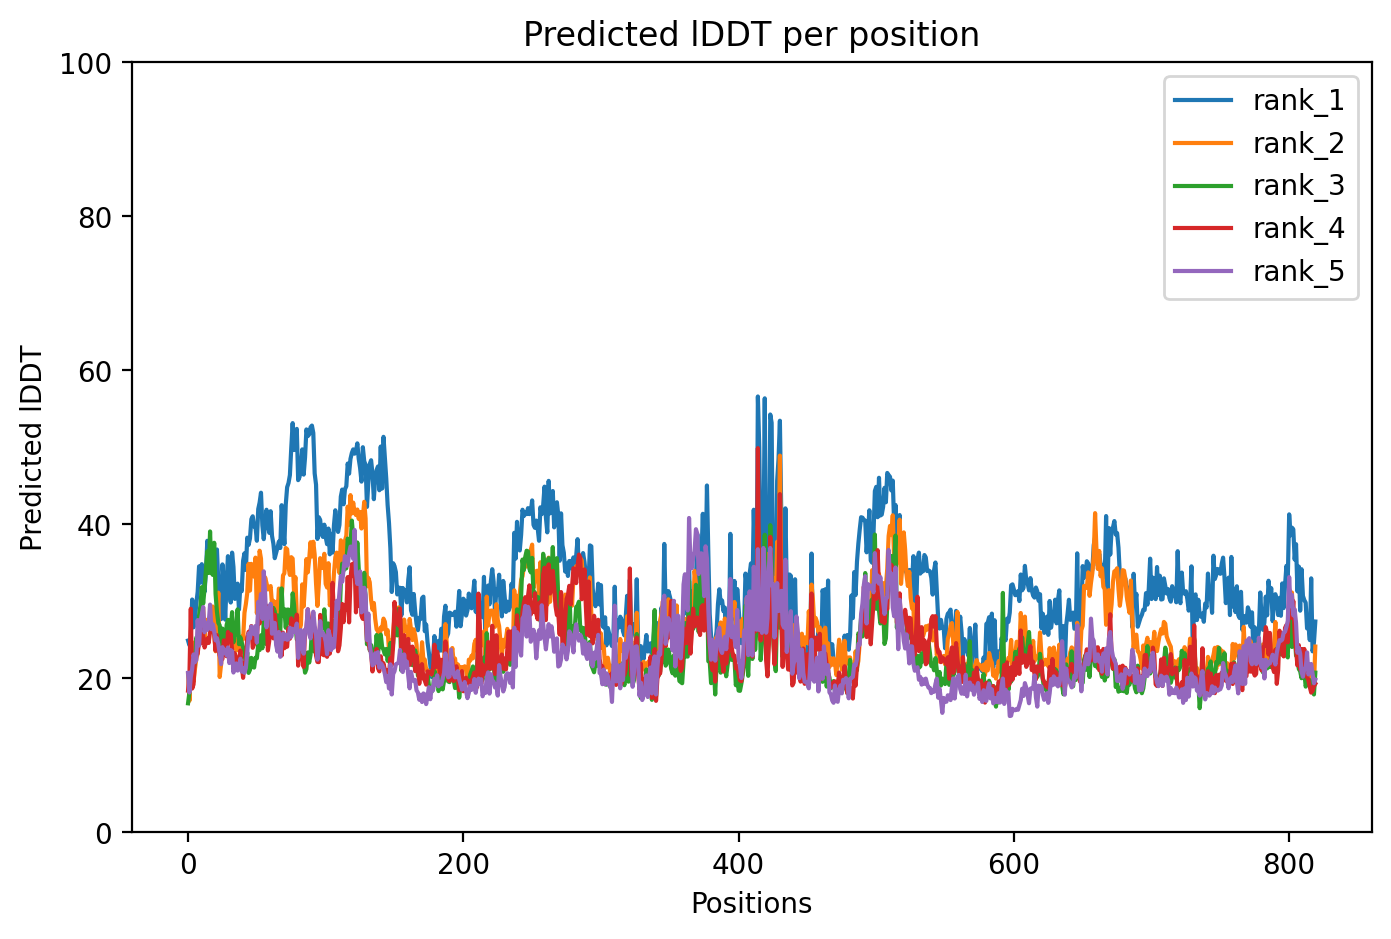 Predicted lDDT per position
100
80
60
40
20
0
Predicted lDDT
0 200 400 600 800
Positions
rank_1
rank_2
rank_3
rank_4
rank_5